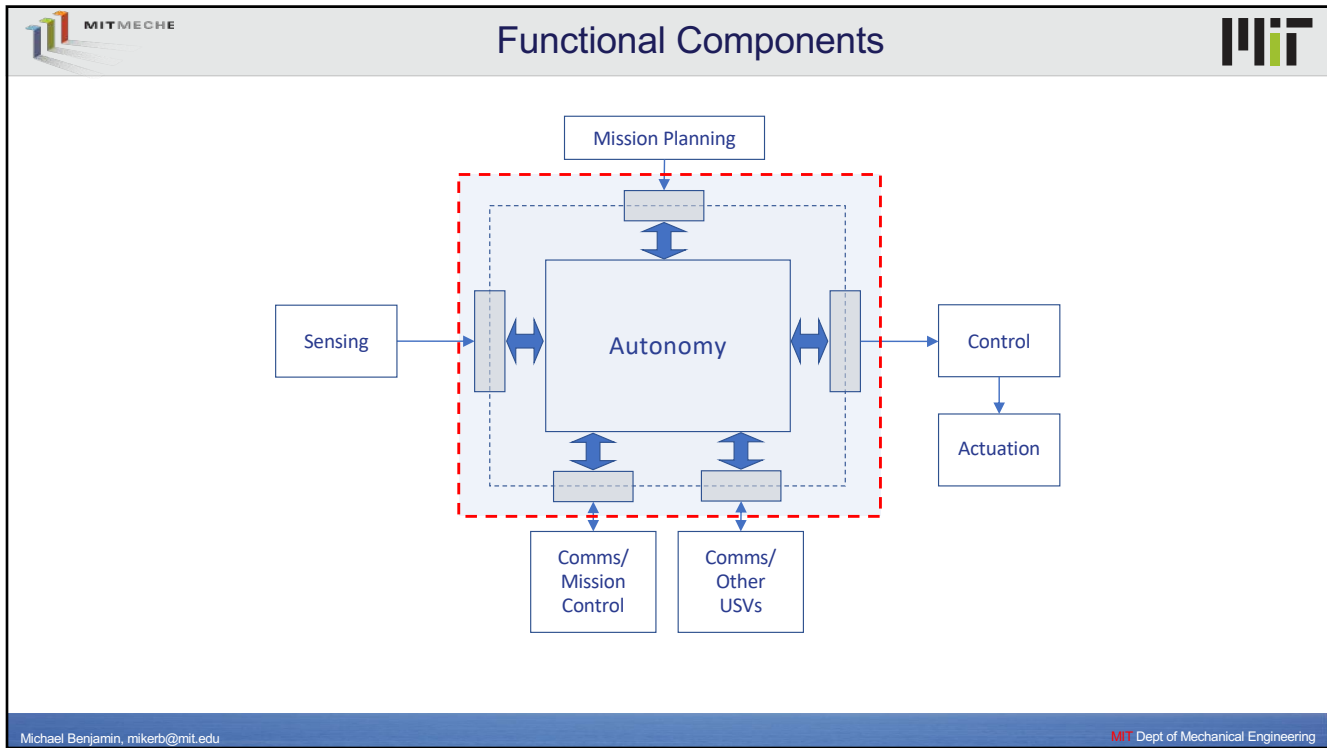 MITMECHE
Functional Components
MIT
Mission Planning
Sensing
Autonomy
Control
Actuation
Comms/
Mission
Control
Comms/
Other
USVs
Michael Benjamin, mikerb@mit.edu
MIT Dept of Mechanical Engineering